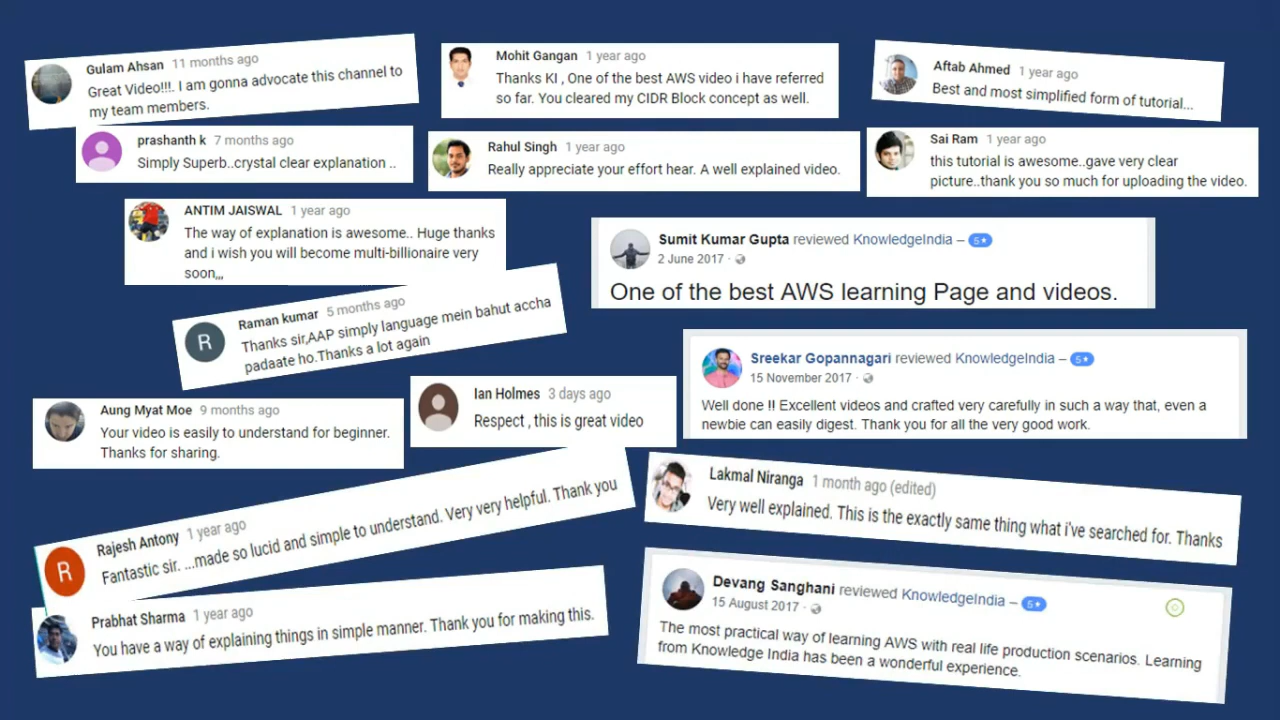 Gulam Ahsan 11 months ago
Great Video!!!. I am gonna advocate this channel to
my team members.
Mohit Gangan 1 year ago
Thanks KI , One of the best AWS video i have referred
so far. You cleared my CIDR Block concept as well.
Aftab Ahmed 1 year ago
Best and most simplified form of tutorial...
prashanth k 7 months ago
Simply Superb..crystal clear explanation ..
Rahul Singh 1 year ago
Really appreciate your effort hear. A well explained video.
Sai Ram 1 year ago
this tutorial is awesome..gave very clear
picture..thank you so much for uploading the video.
ANTIM JAISWAL 1 year ago
The way of explanation is awesome.. Huge thanks
and i wish you will become multi-billionaire very
soon,,,
Sumit Kumar Gupta reviewed KnowledgeIndia – 5★
2 June 2017 ·
One of the best AWS learning Page and videos.
R
Raman kumar 5 months ago
Thanks sir,AAP simply language mein bahut accha
padaate ho.Thanks a lot again
Sreekar Gopannagari reviewed KnowledgeIndia – 5★
15 November 2017 ·
Well done !! Excellent videos and crafted very carefully in such a way that, even a
newbie can easily digest. Thank you for all the very good work.
Aung Myat Moe 9 months ago
Your video is easily to understand for beginner.
Thanks for sharing.
Ian Holmes 3 days ago
Respect , this is great video
Lakmal Niranga 1 month ago (edited)
Very well explained. This is the exactly same thing what i've searched for. Thanks
R
Rajesh Antony 1 year ago
Fantastic sir. ...made so lucid and simple to understand. Very very helpful. Thank you
Prabhat Sharma 1 year ago
You have a way of explaining things in simple manner. Thank you for making this.
Devang Sanghani reviewed KnowledgeIndia – 5★
15 August 2017 ·
The most practical way of learning AWS with real life production scenarios. Learning
from Knowledge India has been a wonderful experience.